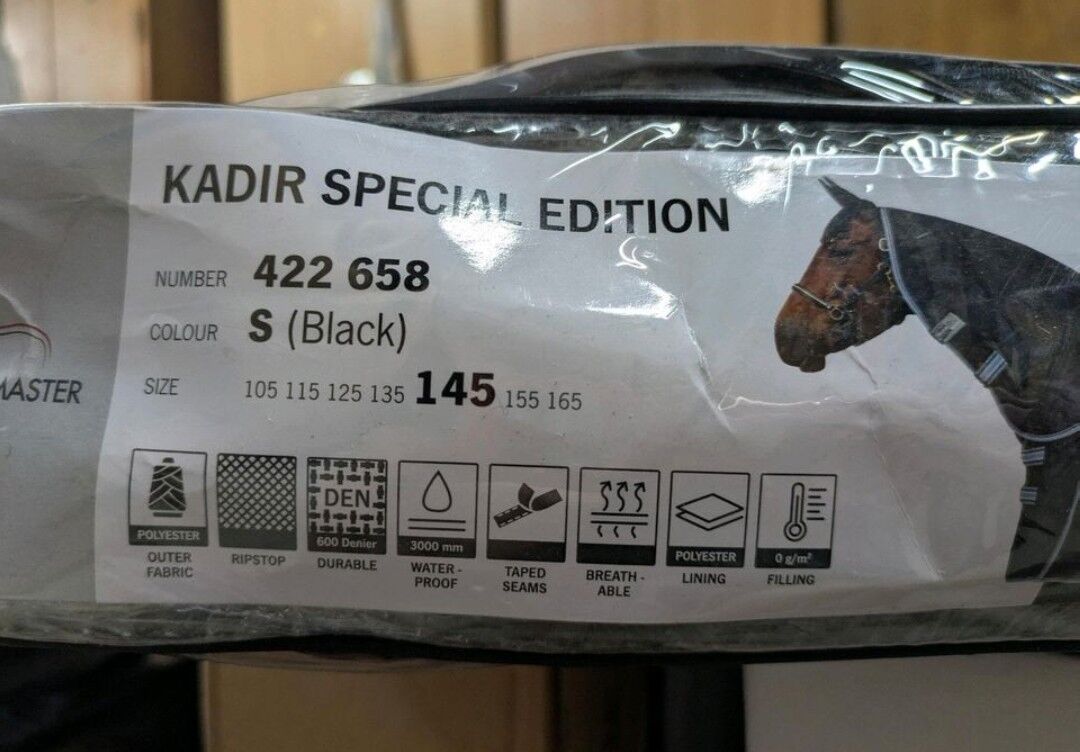 KADIR SPECIAL EDITION
NUMBER 422 658
COLOUR S (Black)
MASTER
SIZE 105 115 125 135 145 155 165
POLYESTER
OUTER
FABRIC
RIPSTOP
DEN
600 Denier
DURABLE
3000 mm
WATER-
PROOF
TAPED
SEAMS
BREATH-
ABLE
POLYESTER
LINING
0 g/m²
FILLING